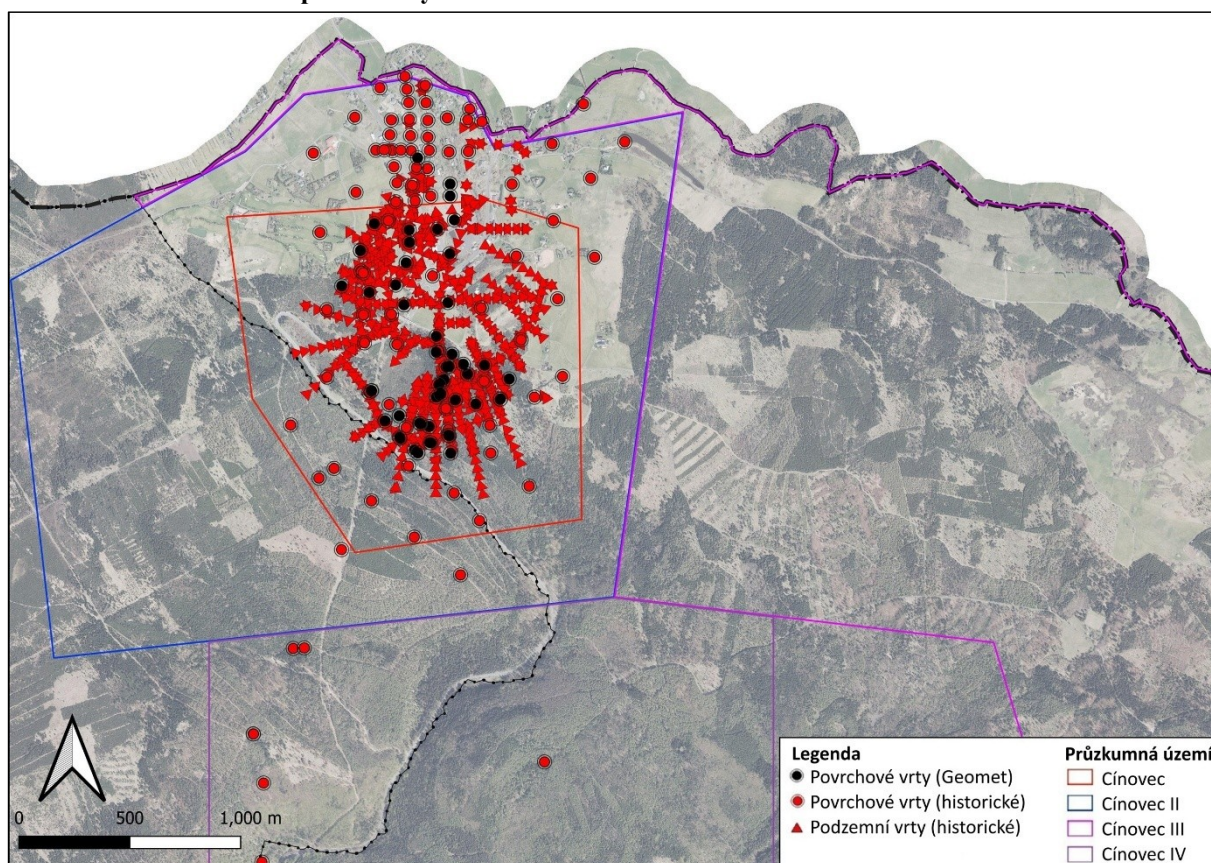 Legenda
Povrchové vrty (Geomet)
Povrchové vrty (historické)
Podzemní vrty (historické)
Průzkumná území
Cínovec
Cínovec II
Cínovec III
Cínovec IV
0 500 1,000 m